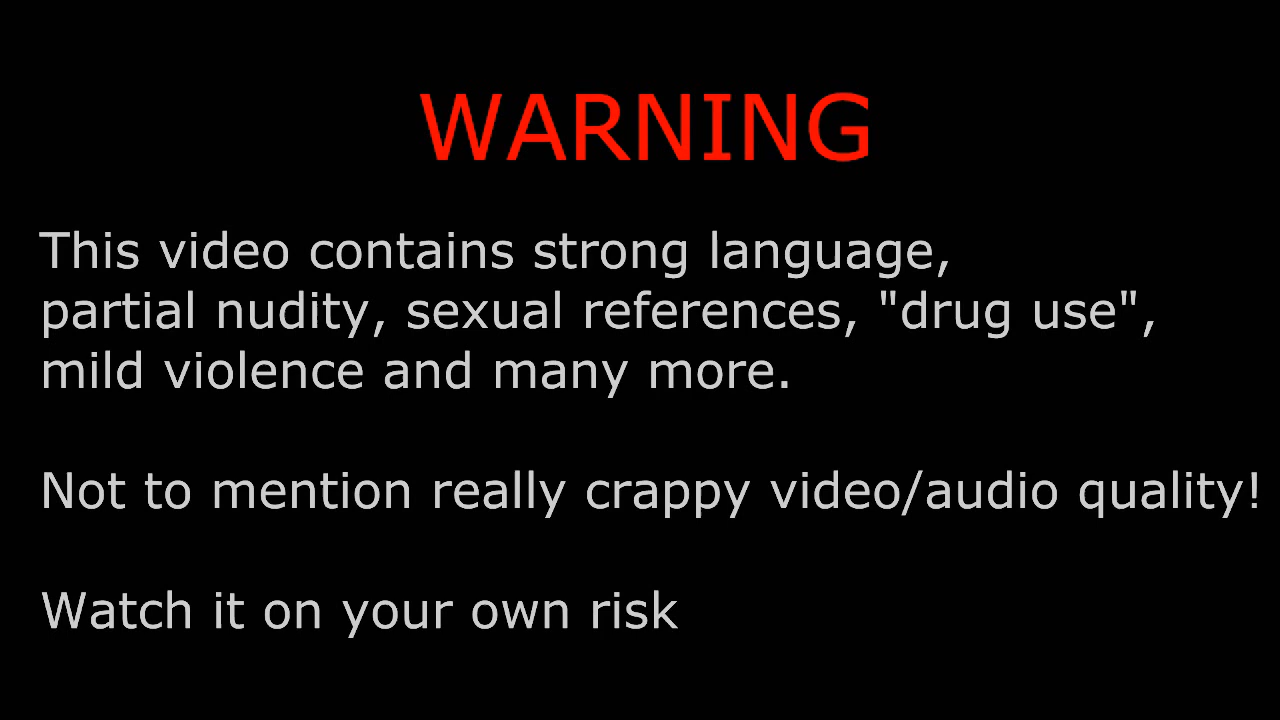 WARNING
This video contains strong language,
partial nudity, sexual references, "drug use",
mild violence and many more.
Not to mention really crappy video/audio quality!
Watch it on your own risk